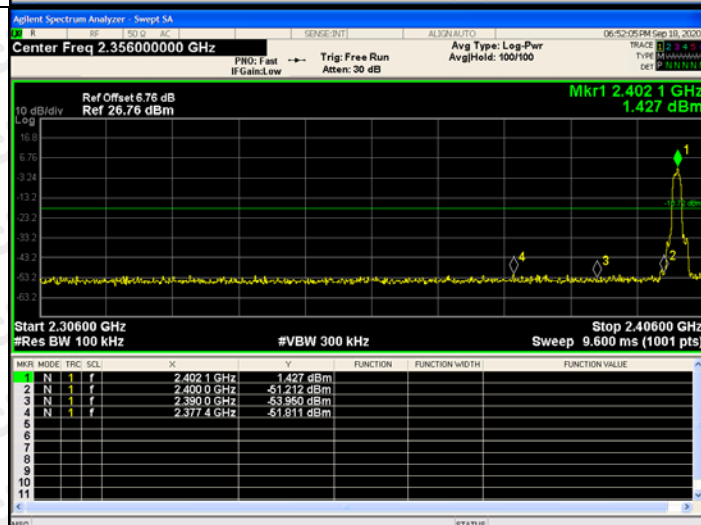 Agilent Spectrum Analyzer - Swept SA
R RF 50 Ω AC SENSE:INT ALIGN AUTO 06:52:05 PM Sep 18, 2020
Center Freq 2.356000000 GHz
PNO: Fast
IFGain:Low
Trig: Free Run
Atten: 30 dB
Avg Type: Log-Pwr
Avg|Hold: 100/100
TRACE 1 2 3 4 5
TYPE M
DET P N N N N
Mkr1 2.402 1 GHz
1.427 dBm
Ref Offset 6.76 dB
10 dB/div Ref 26.76 dBm
Log
16.8
6.76
-3.24
-13.2
-23.2
-33.2
-43.2
-53.2
-63.2
1
2
3
4
Start 2.30600 GHz Stop 2.40600 GHz
#Res BW 100 kHz #VBW 300 kHz Sweep 9.600 ms (1001 pts)
MKR MODE TRC SCL X Y FUNCTION FUNCTION WIDTH FUNCTION VALUE
1 N 1 f 2.402 1 GHz 1.427 dBm
2 N 1 f 2.400 0 GHz -51.212 dBm
3 N 1 f 2.390 0 GHz -53.950 dBm
4 N 1 f 2.377 4 GHz -51.811 dBm
5
6
7
8
9
10
11
MSG STATUS